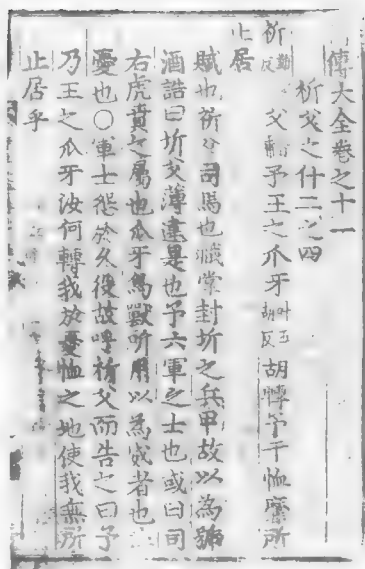 傳大全卷之十一
祈父之什二之四
祈勤反父予王之爪牙叶五胡反胡轉予于恤靡所
止居
賦也祈父司馬也職掌封圻之兵甲故以為號
酒誥曰圻父薄違是也予六軍之士也或曰司
右虎賁之屬也爪牙鳥獸所用以為威者也
憂也○軍士怨於久役故呼祈父而告之曰予
乃王之爪牙汝何轉我於憂恤之地使我無所
止居乎